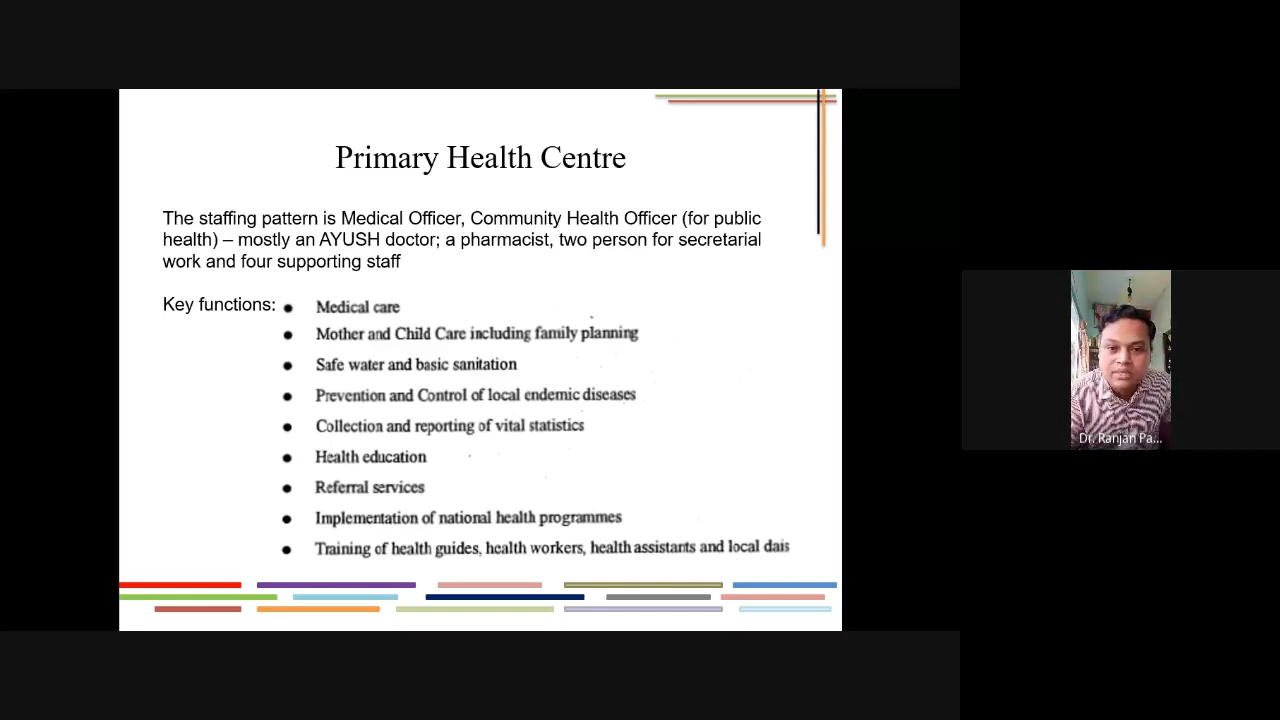 Primary Health Centre
The staffing pattern is Medical Officer, Community Health Officer (for public
health) – mostly an AYUSH doctor; a pharmacist, two person for secretarial
work and four supporting staff
Key functions: ● Medical care
● Mother and Child Care including family planning
● Safe water and basic sanitation
● Prevention and Control of local endemic diseases
● Collection and reporting of vital statistics
● Health education
● Referral services
● Implementation of national health programmes
● Training of health guides, health workers, health assistants and local dais
Dr. Ranjan Pa...